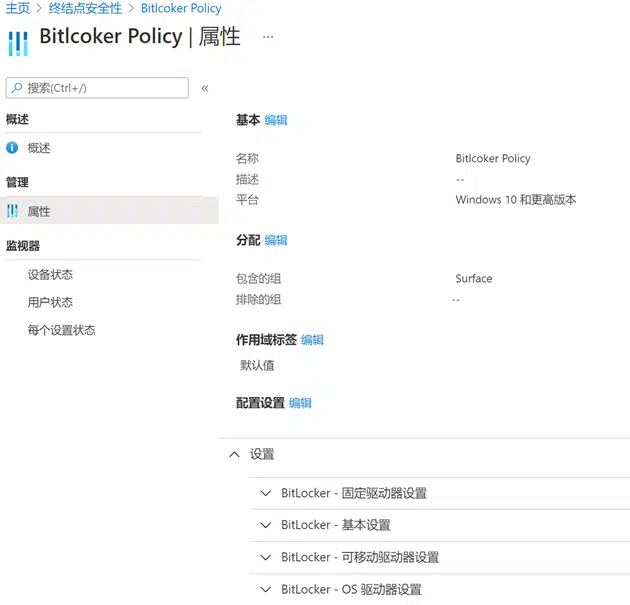 主页 > 终结点安全性 > Bitlcoker Policy
Bitlcoker Policy | 属性 ...
搜索(Ctrl+/) «
概述
概述
管理
属性
监视器
设备状态
用户状态
每个设置状态
基本 编辑
名称 Bitlcoker Policy
描述 --
平台 Windows 10 和更高版本
分配 编辑
包含的组 Surface
排除的组 --
作用域标签 编辑
默认值
配置设置 编辑
设置
BitLocker - 固定驱动器设置
BitLocker - 基本设置
BitLocker - 可移动驱动器设置
BitLocker - OS 驱动器设置